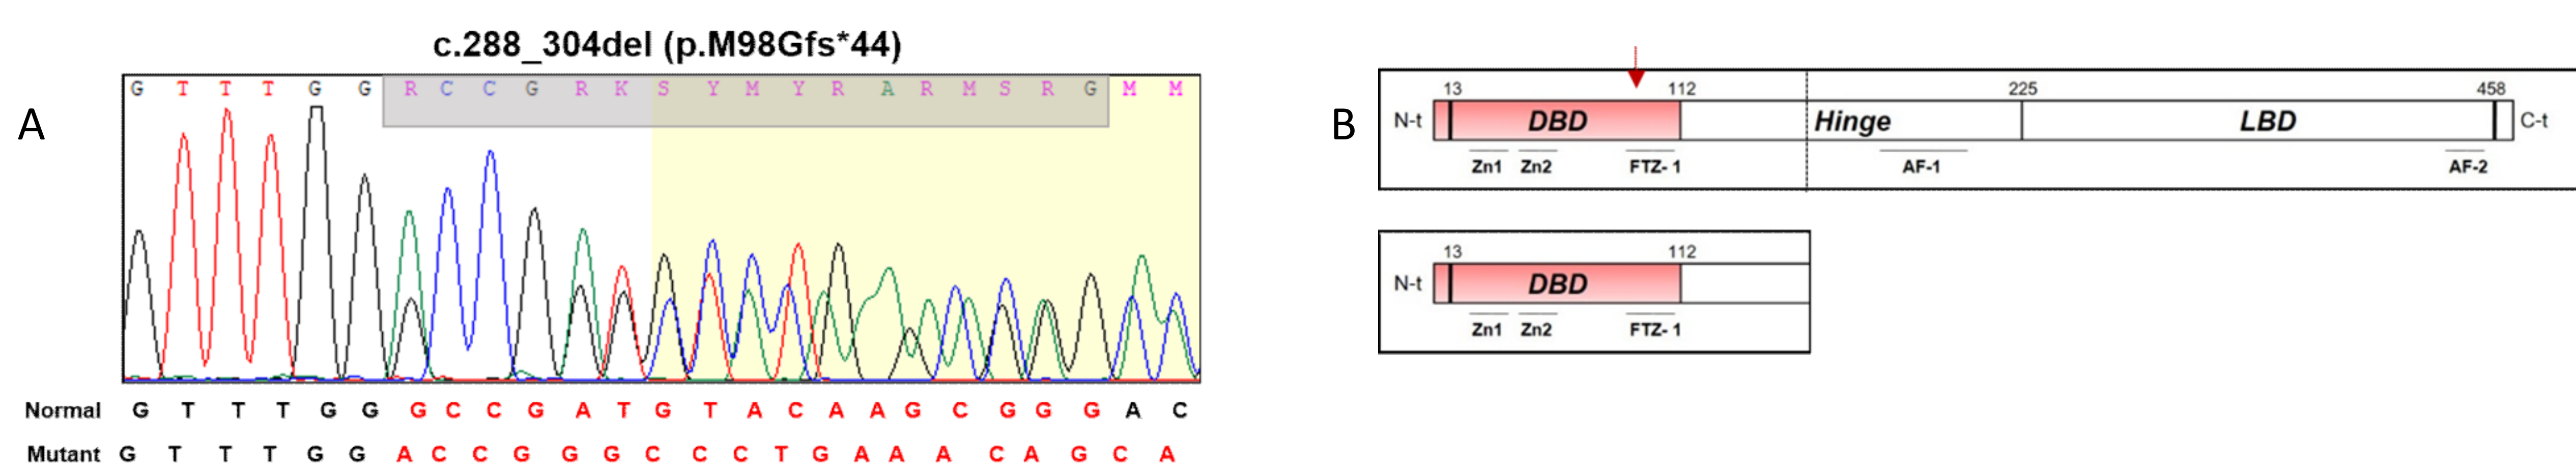 c.288_304del (p.M98Gfs*44)
A
G T T T G G R C C G R K S Y M Y R A R M S R G M M
Normal G T T T G G G C C G A T G T A C A A G C G G G A C
Mutant G T T T G G A C C G G G C C C T G A A A C A G C A
B
13 112 225 458
N-t DBD Hinge LBD C-t
Zn1 Zn2 FTZ-1 AF-1 AF-2
13 112
N-t DBD
Zn1 Zn2 FTZ-1